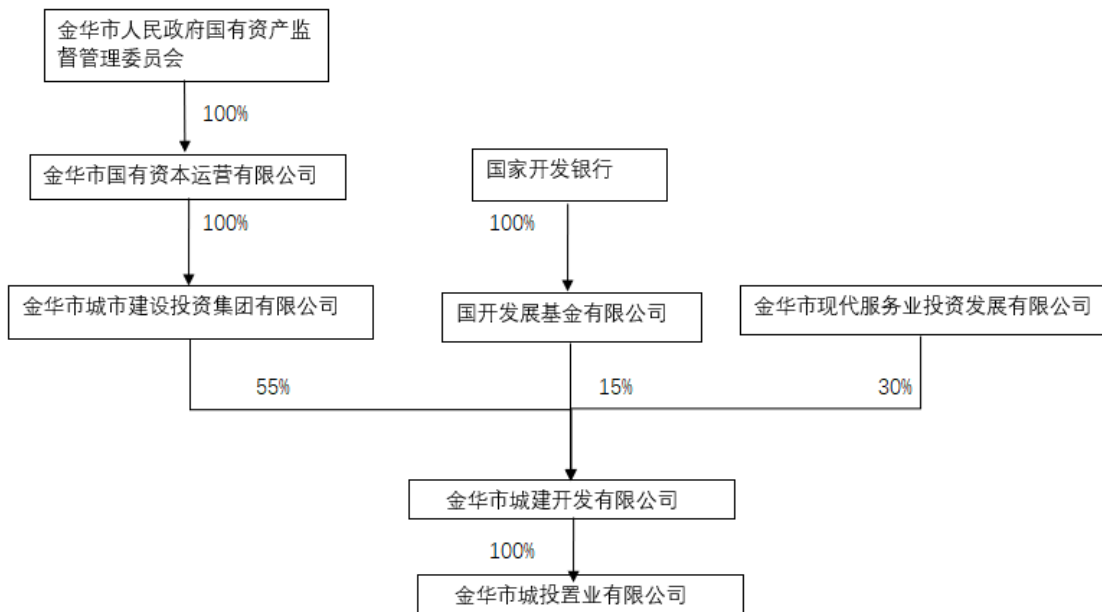 金华市人民政府国有资产监
督管理委员会
100%
金华市国有资本运营有限公司
国家开发银行
100%
100%
金华市城市建设投资集团有限公司
国开发展基金有限公司
金华市现代服务业投资发展有限公司
55%
15%
30%
金华市城建开发有限公司
100%
金华市城投置业有限公司